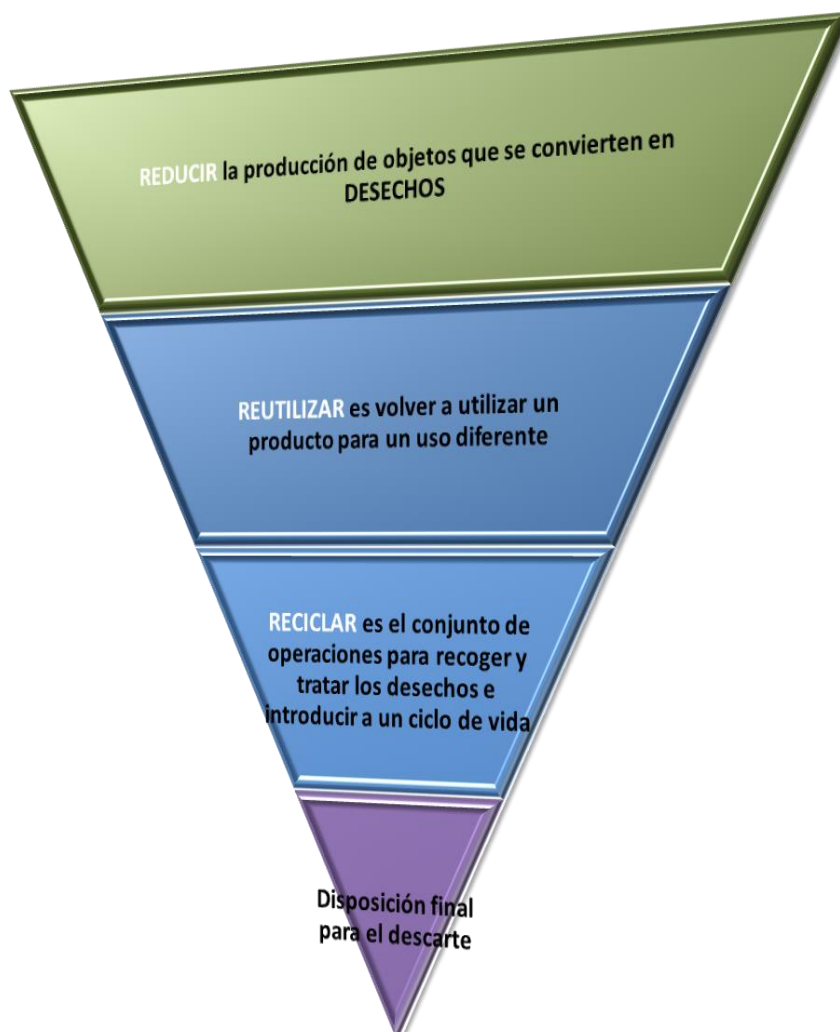 REDUCIR la producción de objetos que se convierten en
DESECHOS
REUTILIZAR es volver a utilizar un
producto para un uso diferente
RECICLAR es el conjunto de
operaciones para recoger y
tratar los desechos e
introducir a un ciclo de vida
Disposición final
para el descarte